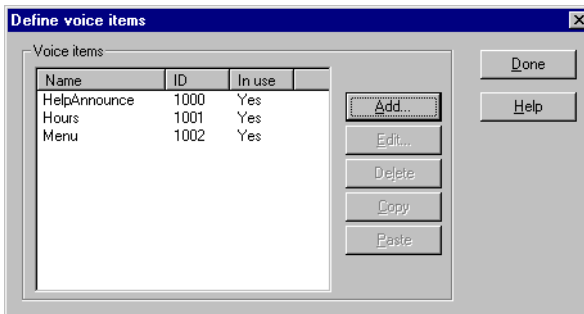 Define voice items
Voice items
Name ID In use
HelpAnnounce 1000 Yes
Hours 1001 Yes
Menu 1002 Yes
Add...
Edit...
Delete
Copy
Paste
Done
Help